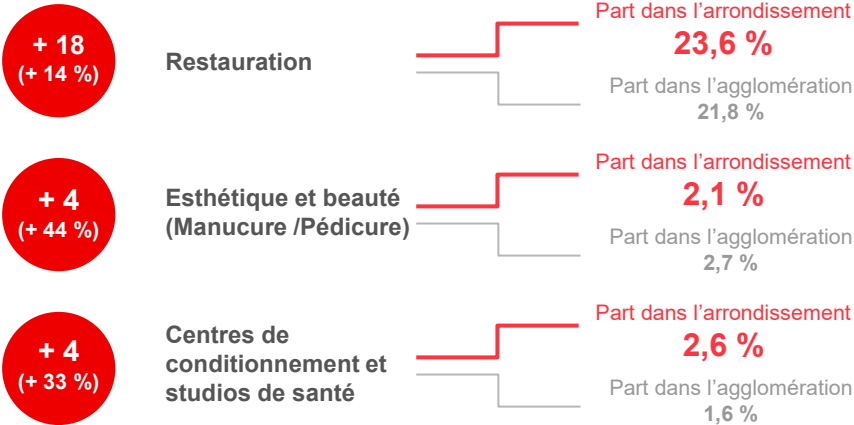 + 18
(+ 14 %)
Restauration
Part dans l’arrondissement
23,6 %
Part dans l’agglomération
21,8 %
+ 4
(+ 44 %)
Esthétique et beauté
(Manucure /Pédicure)
Part dans l’arrondissement
2,1 %
Part dans l’agglomération
2,7 %
+ 4
(+ 33 %)
Centres de
conditionnement et
studios de santé
Part dans l’arrondissement
2,6 %
Part dans l’agglomération
1,6 %